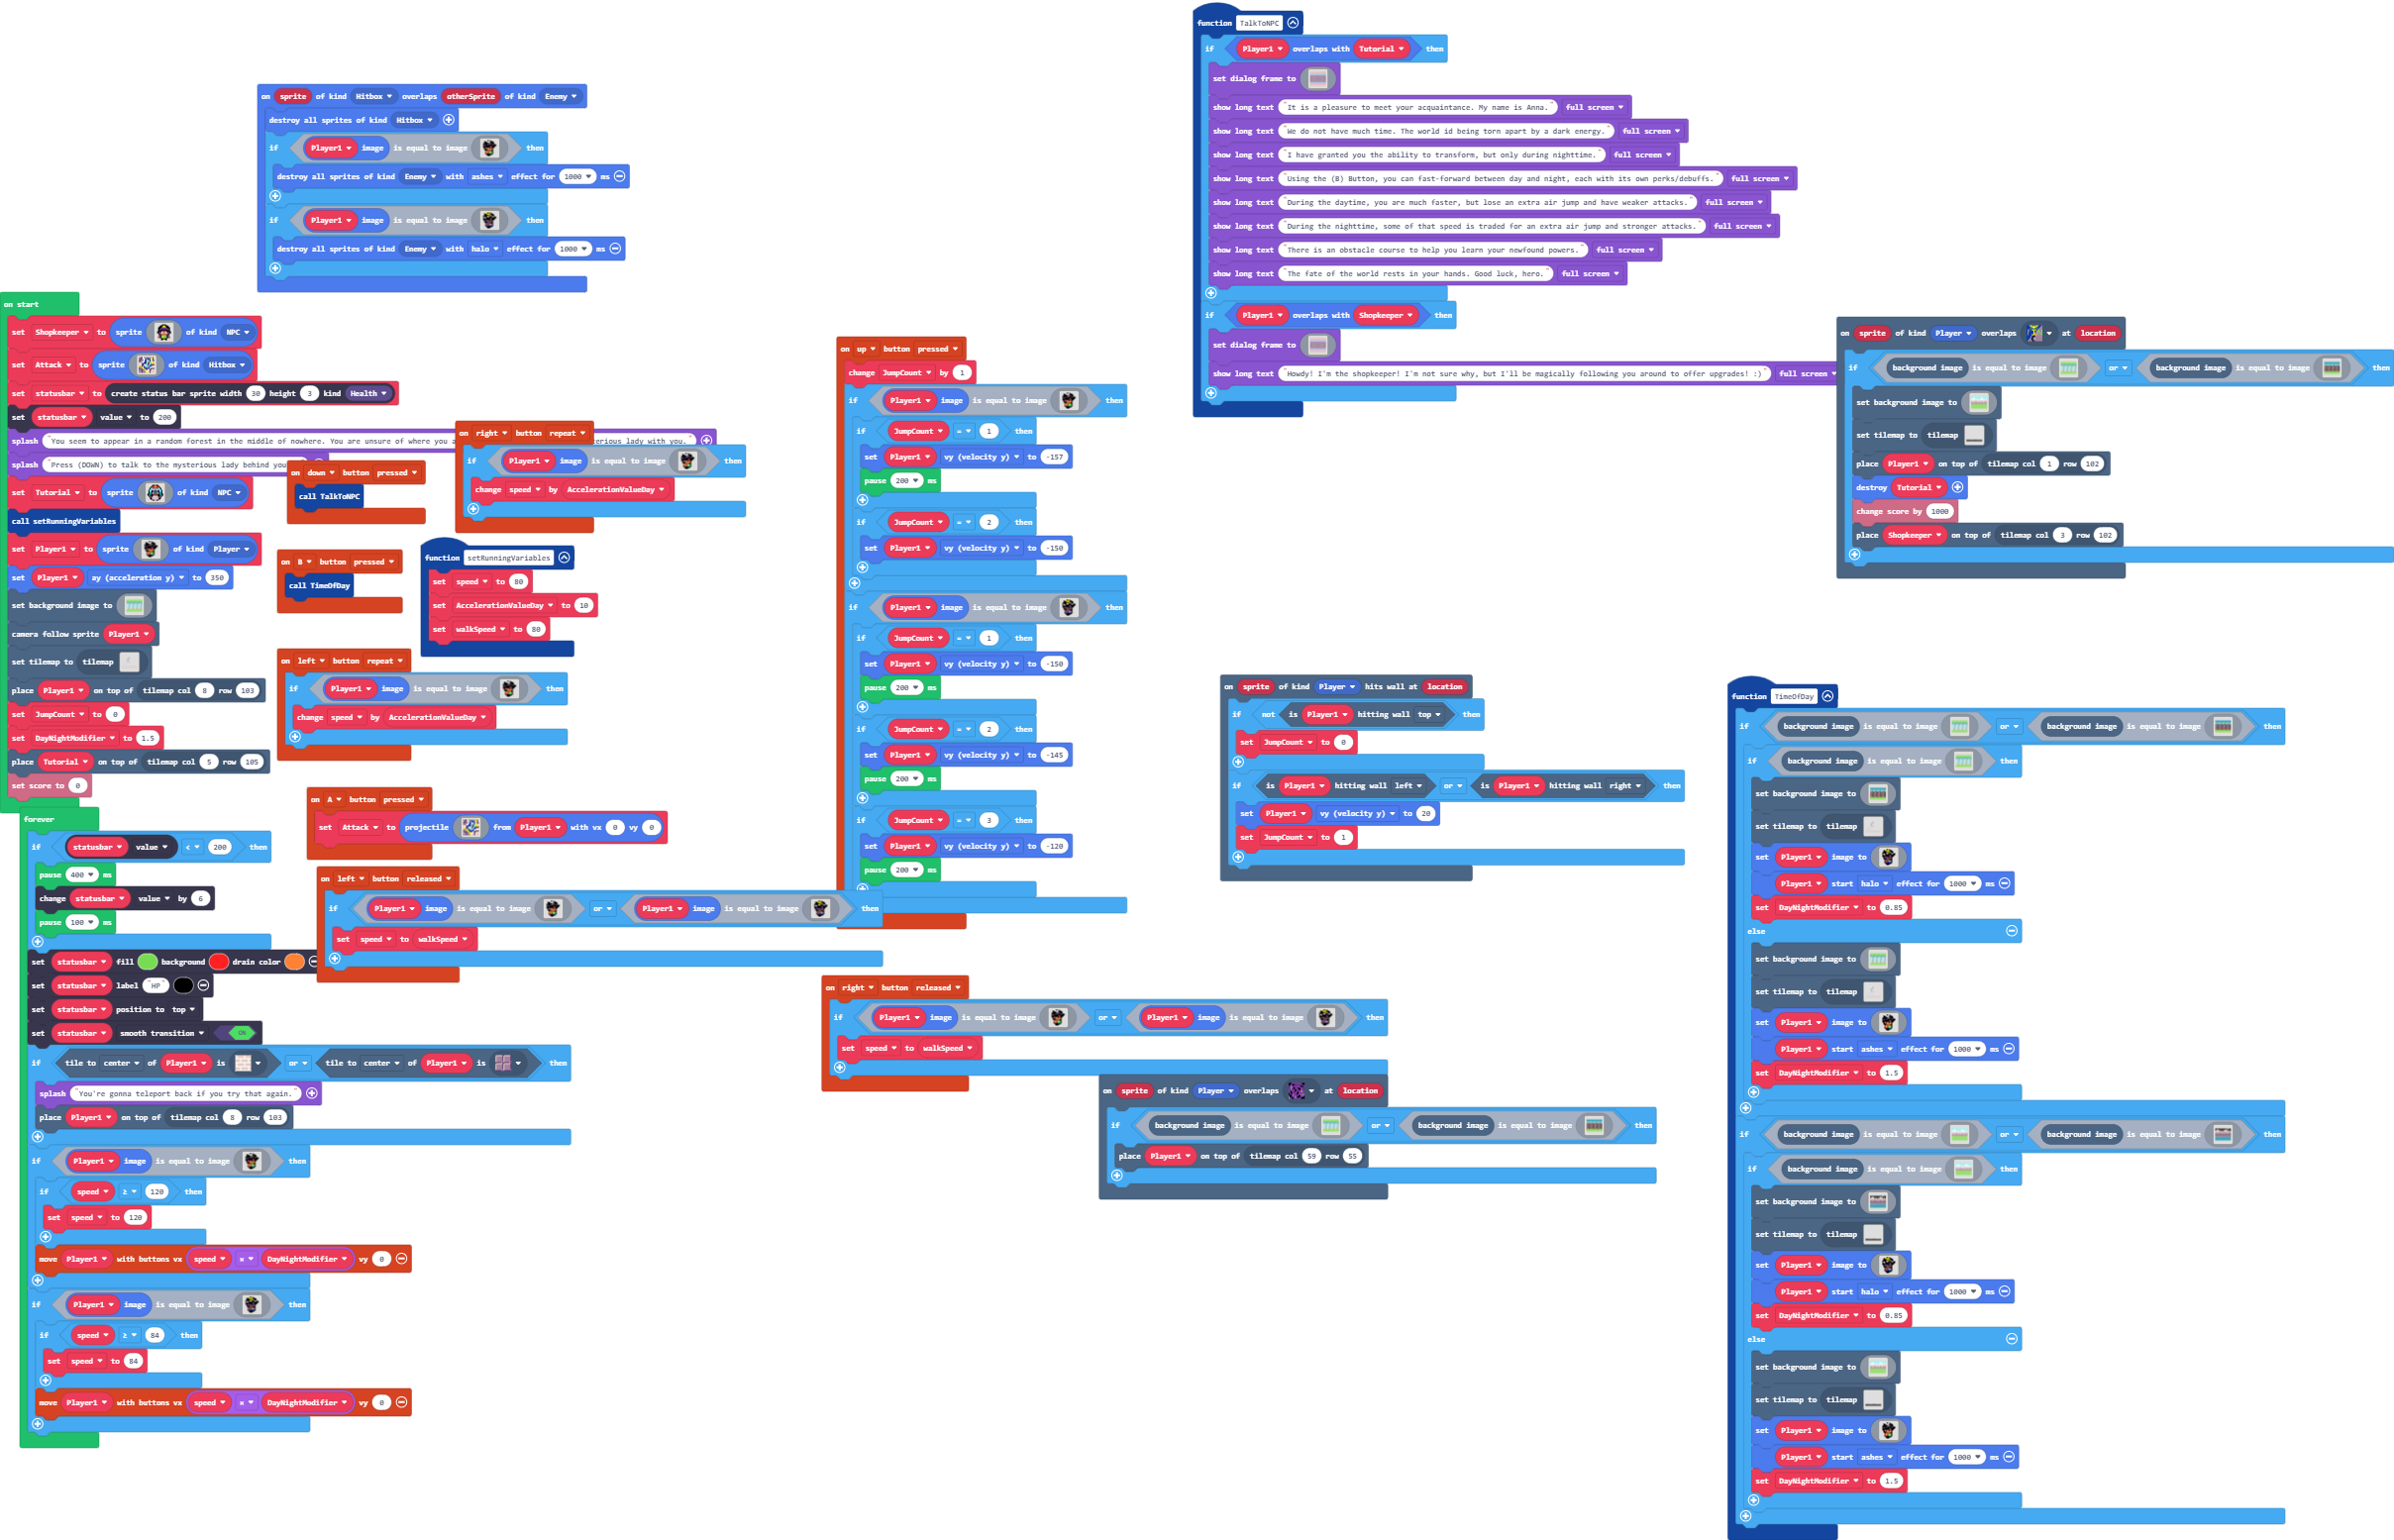 on sprite of kind Hitbox overlaps otherSprite of kind Enemy
destroy all sprites of kind Hitbox
if Player1 image is equal to image then
destroy all sprites of kind Enemy with ashes effect for 1000 ms
if Player1 image is equal to image then
destroy all sprites of kind Enemy with halo effect for 1000 ms
on start
set Shopkeeper to sprite of kind NPC
set Attack to sprite of kind Hitbox
set statusbar to create status bar sprite width 30 height 3 kind Health
set statusbar value to 200
splash "You seem to appear in a random forest in the middle of nowhere. You are unsure of where you a
erious lady with you."
splash "Press (DOWN) to talk to the mysterious lady behind you
set Tutorial to sprite of kind NPC
call setRunningVariables
set Player1 to sprite of kind Player
set Player1 ay (acceleration y) to 350
set background image to
camera follow sprite Player1
set tilemap to tilemap
place Player1 on top of tilemap col 8 row 103
set JumpCount to 0
set DayNightModifier to 1.5
place Tutorial on top of tilemap col 5 row 105
set score to 0
forever
if statusbar value < 200 then
pause 400 ms
change statusbar value by 6
pause 100 ms
set statusbar fill background drain color
set statusbar label "HP"
set statusbar position to top
set statusbar smooth transition ON
if tile to center of Player1 is or tile to center of Player1 is then
splash "You're gonna teleport back if you try that again."
place Player1 on top of tilemap col 8 row 103
if Player1 image is equal to image then
if speed ≥ 120 then
set speed to 120
move Player1 with buttons vx speed × DayNightModifier vy 0
if Player1 image is equal to image then
if speed ≥ 84 then
set speed to 84
move Player1 with buttons vx speed × DayNightModifier vy 0
on down button pressed
call TalkToNPC
on right button repeat
if Player1 image is equal to image then
change speed by AccelerationValueDay
on B button pressed
call TimeOfDay
function setRunningVariables
set speed to 80
set AccelerationValueDay to 10
set walkSpeed to 80
on left button repeat
if Player1 image is equal to image then
change speed by AccelerationValueDay
on A button pressed
set Attack to projectile from Player1 with vx 0 vy 0
on left button released
if Player1 image is equal to image or Player1 image is equal to image then
set speed to walkSpeed
on up button pressed
change JumpCount by 1
if Player1 image is equal to image then
if JumpCount = 1 then
set Player1 vy (velocity y) to -157
pause 200 ms
if JumpCount = 2 then
set Player1 vy (velocity y) to -150
if Player1 image is equal to image then
if JumpCount = 1 then
set Player1 vy (velocity y) to -150
pause 200 ms
if JumpCount = 2 then
set Player1 vy (velocity y) to -145
pause 200 ms
if JumpCount = 3 then
set Player1 vy (velocity y) to -120
pause 200 ms
on right button released
if Player1 image is equal to image or Player1 image is equal to image then
set speed to walkSpeed
on sprite of kind Player overlaps at location
if background image is equal to image or background image is equal to image then
place Player1 on top of tilemap col 59 row 55
function TalkToNPC
if Player1 overlaps with Tutorial then
set dialog frame to
show long text "It is a pleasure to meet your acquaintance. My name is Anna." full screen
show long text "We do not have much time. The world id being torn apart by a dark energy." full screen
show long text "I have granted you the ability to transform, but only during nighttime." full screen
show long text "Using the (B) Button, you can fast-forward between day and night, each with its own perks/debuffs." full screen
show long text "During the daytime, you are much faster, but lose an extra air jump and have weaker attacks." full screen
show long text "During the nighttime, some of that speed is traded for an extra air jump and stronger attacks." full screen
show long text "There is an obstacle course to help you learn your newfound powers." full screen
show long text "The fate of the world rests in your hands. Good luck, hero." full screen
if Player1 overlaps with Shopkeeper then
set dialog frame to
show long text "Howdy! I'm the shopkeeper! I'm not sure why, but I'll be magically following you around to offer upgrades! :)" full screen
on sprite of kind Player overlaps at location
if background image is equal to image or background image is equal to image then
set background image to
set tilemap to tilemap
place Player1 on top of tilemap col 1 row 102
destroy Tutorial
change score by 1000
place Shopkeeper on top of tilemap col 3 row 102
on sprite of kind Player hits wall at location
if not is Player1 hitting wall top then
set JumpCount to 0
if is Player1 hitting wall left or is Player1 hitting wall right then
set Player1 vy (velocity y) to 20
set JumpCount to 1
function TimeOfDay
if background image is equal to image or background image is equal to image then
if background image is equal to image then
set background image to
set tilemap to tilemap
set Player1 image to
Player1 start halo effect for 1000 ms
set DayNightModifier to 0.85
else
set background image to
set tilemap to tilemap
set Player1 image to
Player1 start ashes effect for 1000 ms
set DayNightModifier to 1.5
if background image is equal to image or background image is equal to image then
if background image is equal to image then
set background image to
set tilemap to tilemap
set Player1 image to
Player1 start halo effect for 1000 ms
set DayNightModifier to 0.85
else
set background image to
set tilemap to tilemap
set Player1 image to
Player1 start ashes effect for 1000 ms
set DayNightModifier to 1.5